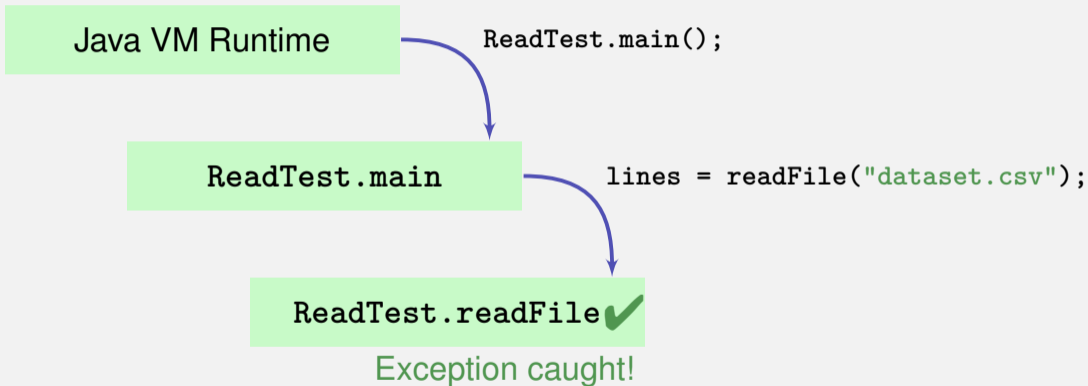 Java VM Runtime
ReadTest.main();
ReadTest.main
lines = readFile("dataset.csv");
ReadTest.readFile
Exception caught!